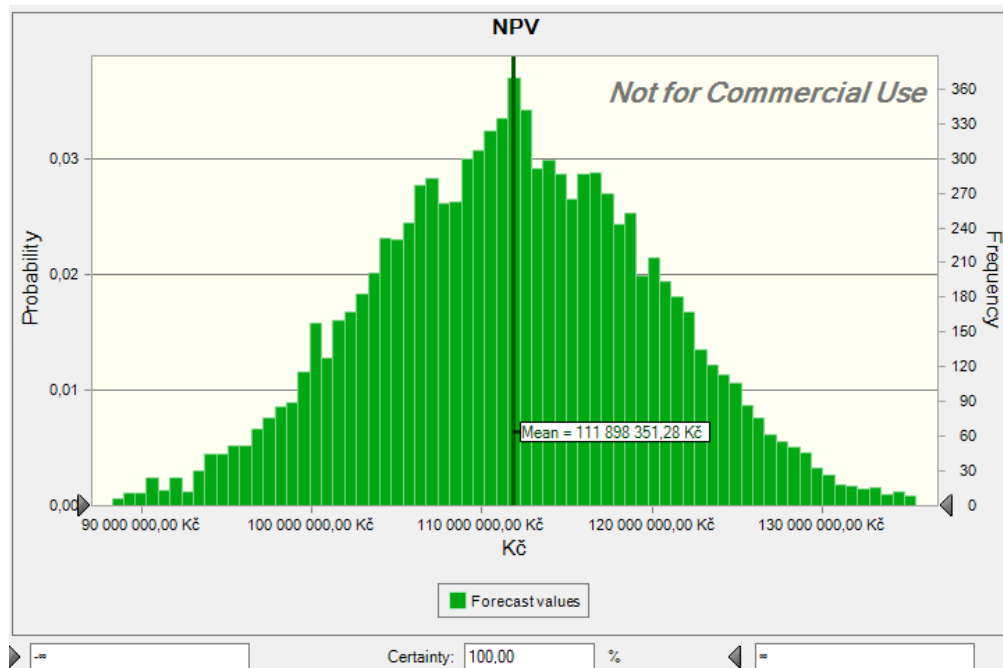 NPV
Not for Commercial Use
Probability
0,03
0,02
0,01
0,00
Frequency
360
330
300
270
240
210
180
150
120
90
60
30
0
Mean = 111 898 351,28 Kč
90 000 000,00 Kč
100 000 000,00 Kč
110 000 000,00 Kč
120 000 000,00 Kč
130 000 000,00 Kč
Kč
Forecast values
-∞
Certainty: 100,00 %
∞